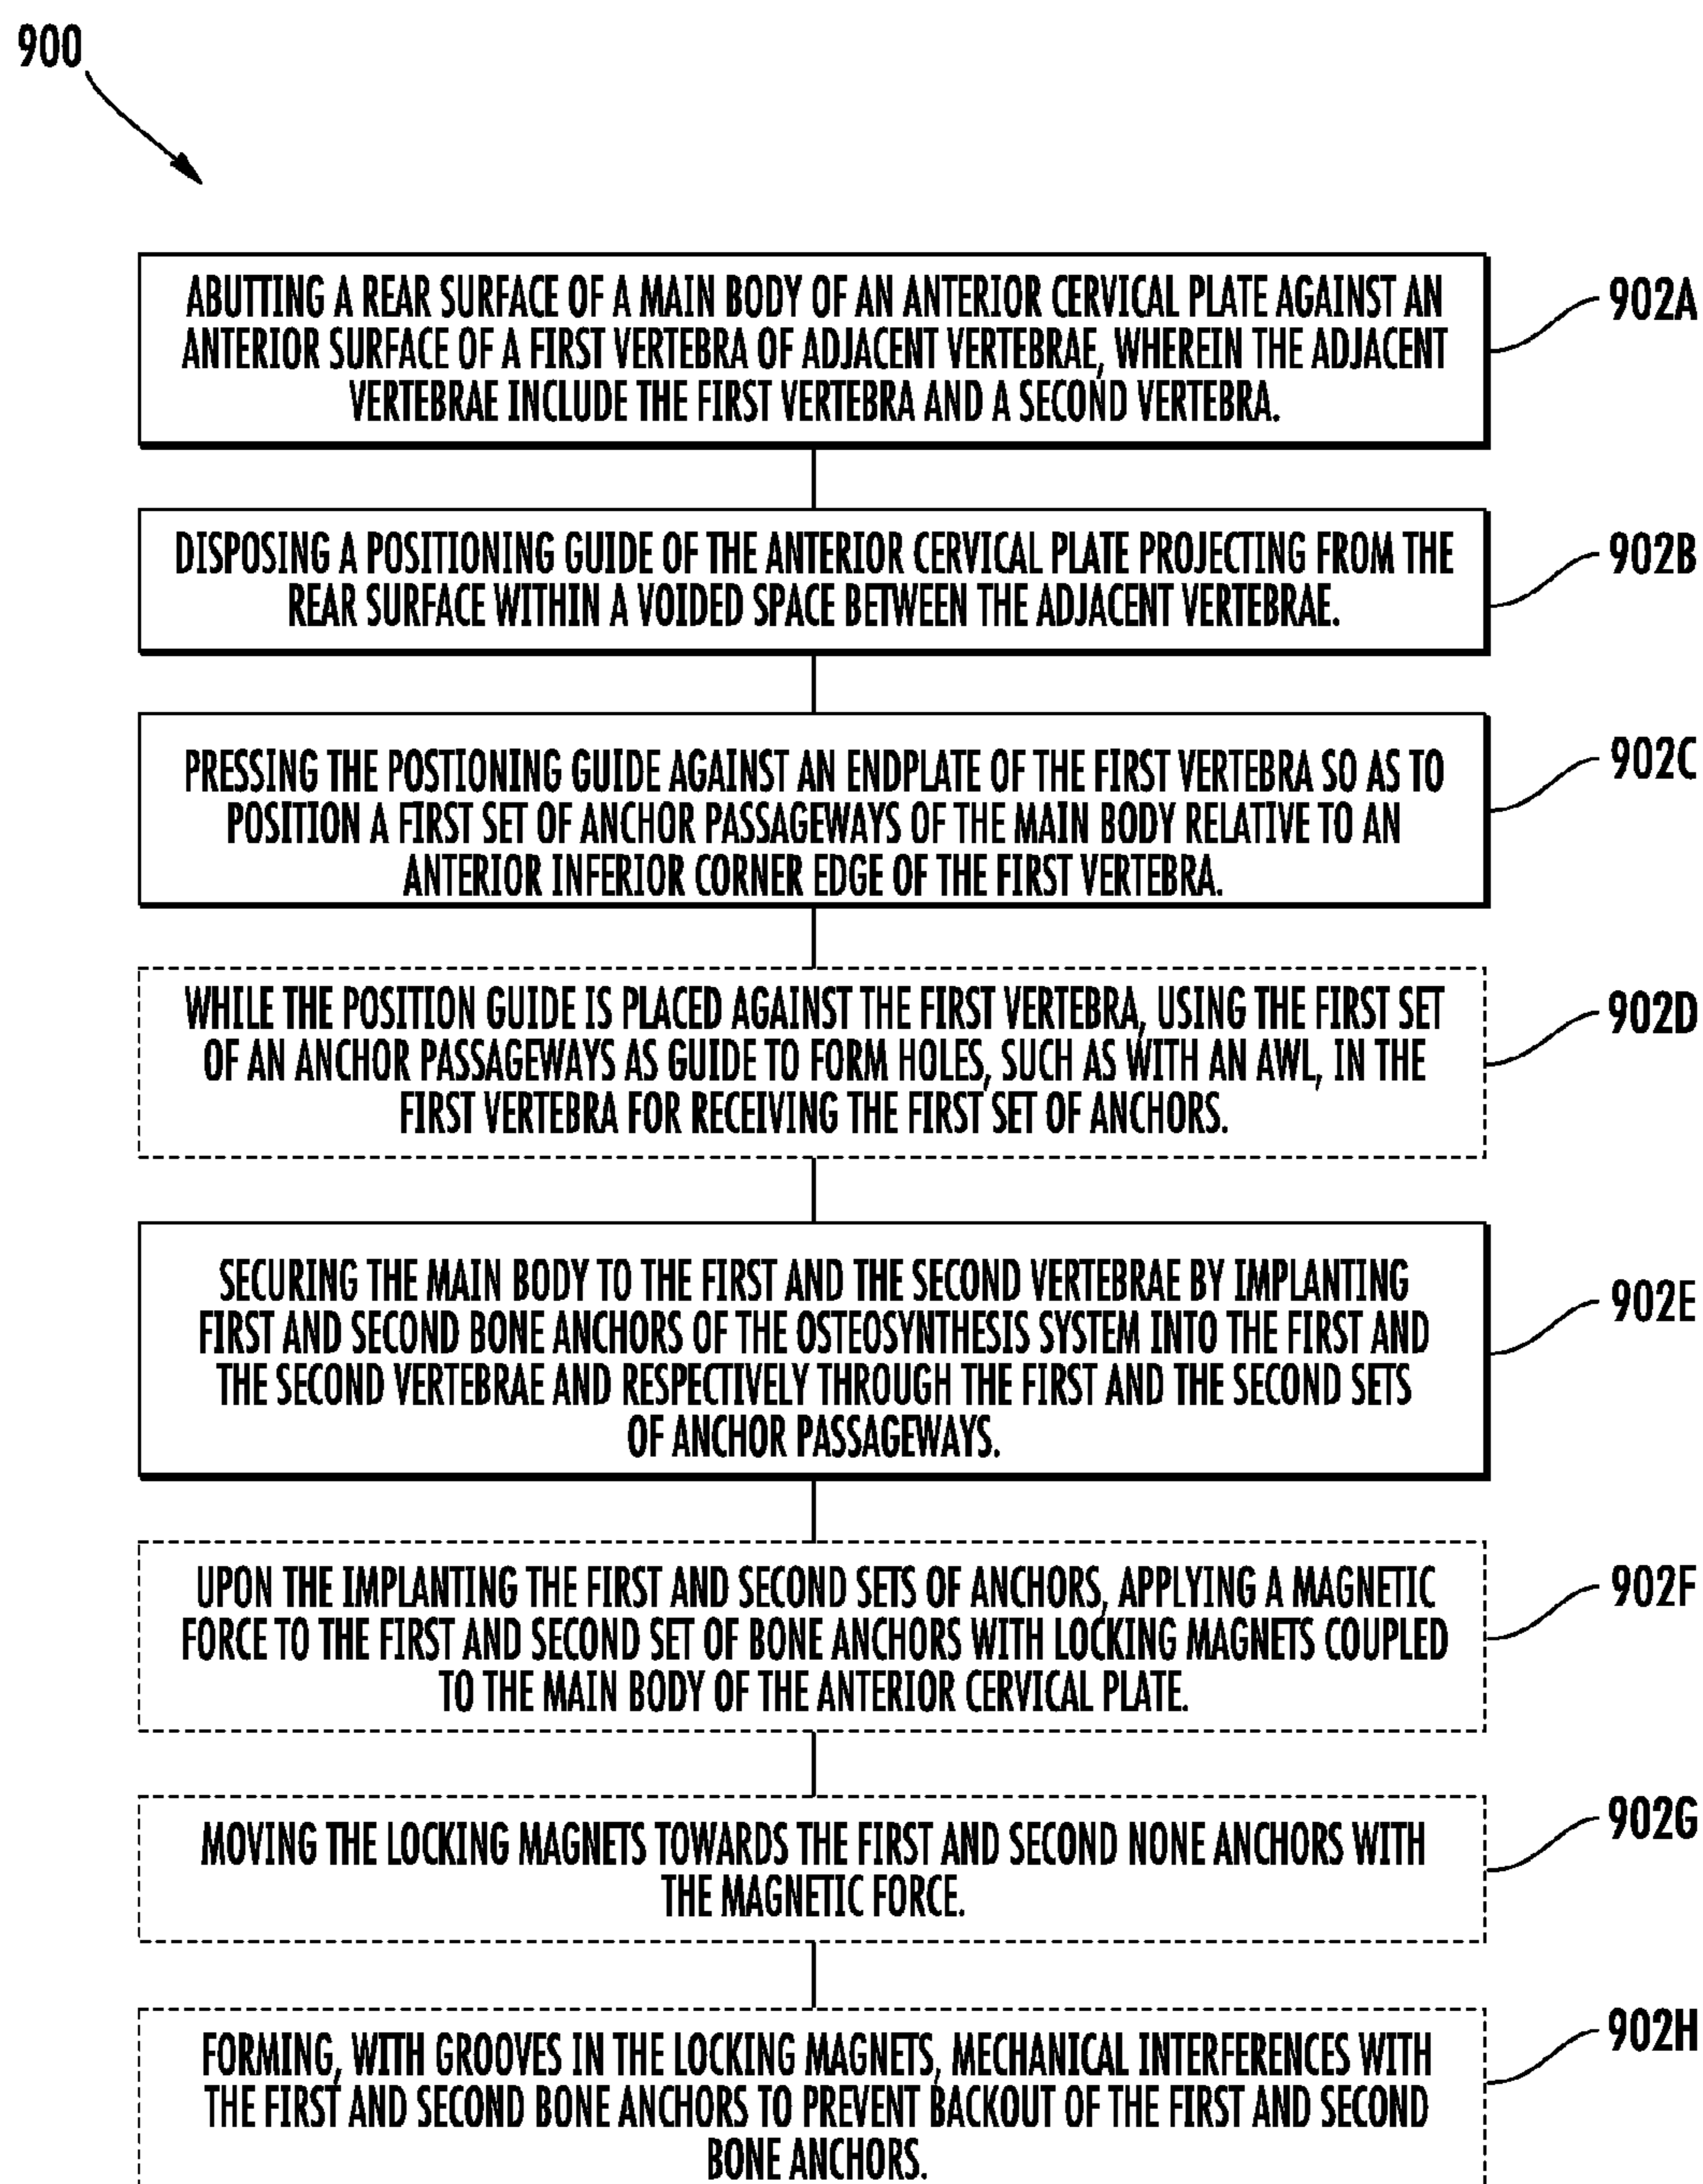 900
ABUTTING A REAR SURFACE OF A MAIN BODY OF AN ANTERIOR CERVICAL PLATE AGAINST AN
ANTERIOR SURFACE OF A FIRST VERTEBRA OF ADJACENT VERTEBRAE, WHEREIN THE ADJACENT
VERTEBRAE INCLUDE THE FIRST VERTEBRA AND A SECOND VERTEBRA.
902A
DISPOSING A POSITIONING GUIDE OF THE ANTERIOR CERVICAL PLATE PROJECTING FROM THE
REAR SURFACE WITHIN A VOIDED SPACE BETWEEN THE ADJACENT VERTEBRAE.
902B
PRESSING THE POSTIONING GUIDE AGAINST AN ENDPLATE OF THE FIRST VERTEBRA SO AS TO
POSITION A FIRST SET OF ANCHOR PASSAGEWAYS OF THE MAIN BODY RELATIVE TO AN
ANTERIOR INFERIOR CORNER EDGE OF THE FIRST VERTEBRA.
902C
WHILE THE POSITION GUIDE IS PLACED AGAINST THE FIRST VERTEBRA, USING THE FIRST SET
OF AN ANCHOR PASSAGEWAYS AS GUIDE TO FORM HOLES, SUCH AS WITH AN AWL, IN THE
FIRST VERTEBRA FOR RECEIVING THE FIRST SET OF ANCHORS.
902D
SECURING THE MAIN BODY TO THE FIRST AND THE SECOND VERTEBRAE BY IMPLANTING
FIRST AND SECOND BONE ANCHORS OF THE OSTEOSYNTHESIS SYSTEM INTO THE FIRST AND
THE SECOND VERTEBRAE AND RESPECTIVELY THROUGH THE FIRST AND THE SECOND SETS
OF ANCHOR PASSAGEWAYS.
902E
UPON THE IMPLANTING THE FIRST AND SECOND SETS OF ANCHORS, APPLYING A MAGNETIC
FORCE TO THE FIRST AND SECOND SET OF BONE ANCHORS WITH LOCKING MAGNETS COUPLED
TO THE MAIN BODY OF THE ANTERIOR CERVICAL PLATE.
902F
MOVING THE LOCKING MAGNETS TOWARDS THE FIRST AND SECOND NONE ANCHORS WITH
THE MAGNETIC FORCE.
902G
FORMING, WITH GROOVES IN THE LOCKING MAGNETS, MECHANICAL INTERFERENCES WITH
THE FIRST AND SECOND BONE ANCHORS TO PREVENT BACKOUT OF THE FIRST AND SECOND
BONE ANCHORS.
902H